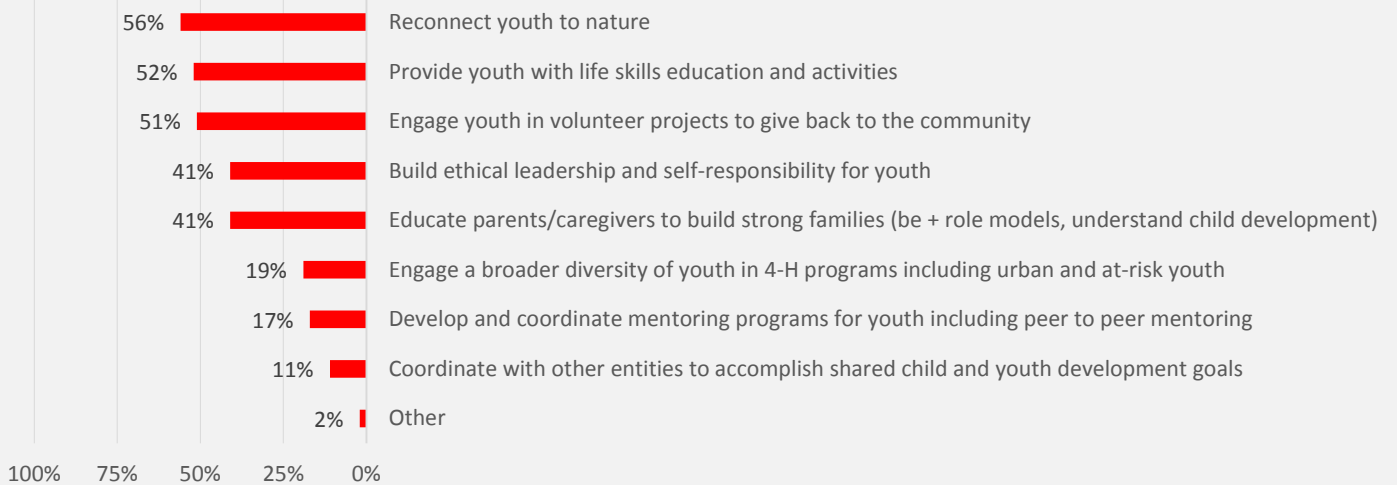 56% Reconnect youth to nature
52% Provide youth with life skills education and activities
51% Engage youth in volunteer projects to give back to the community
41% Build ethical leadership and self-responsibility for youth
41% Educate parents/caregivers to build strong families (be + role models, understand child development)
19% Engage a broader diversity of youth in 4-H programs including urban and at-risk youth
17% Develop and coordinate mentoring programs for youth including peer to peer mentoring
11% Coordinate with other entities to accomplish shared child and youth development goals
2% Other
100% 75% 50% 25% 0%